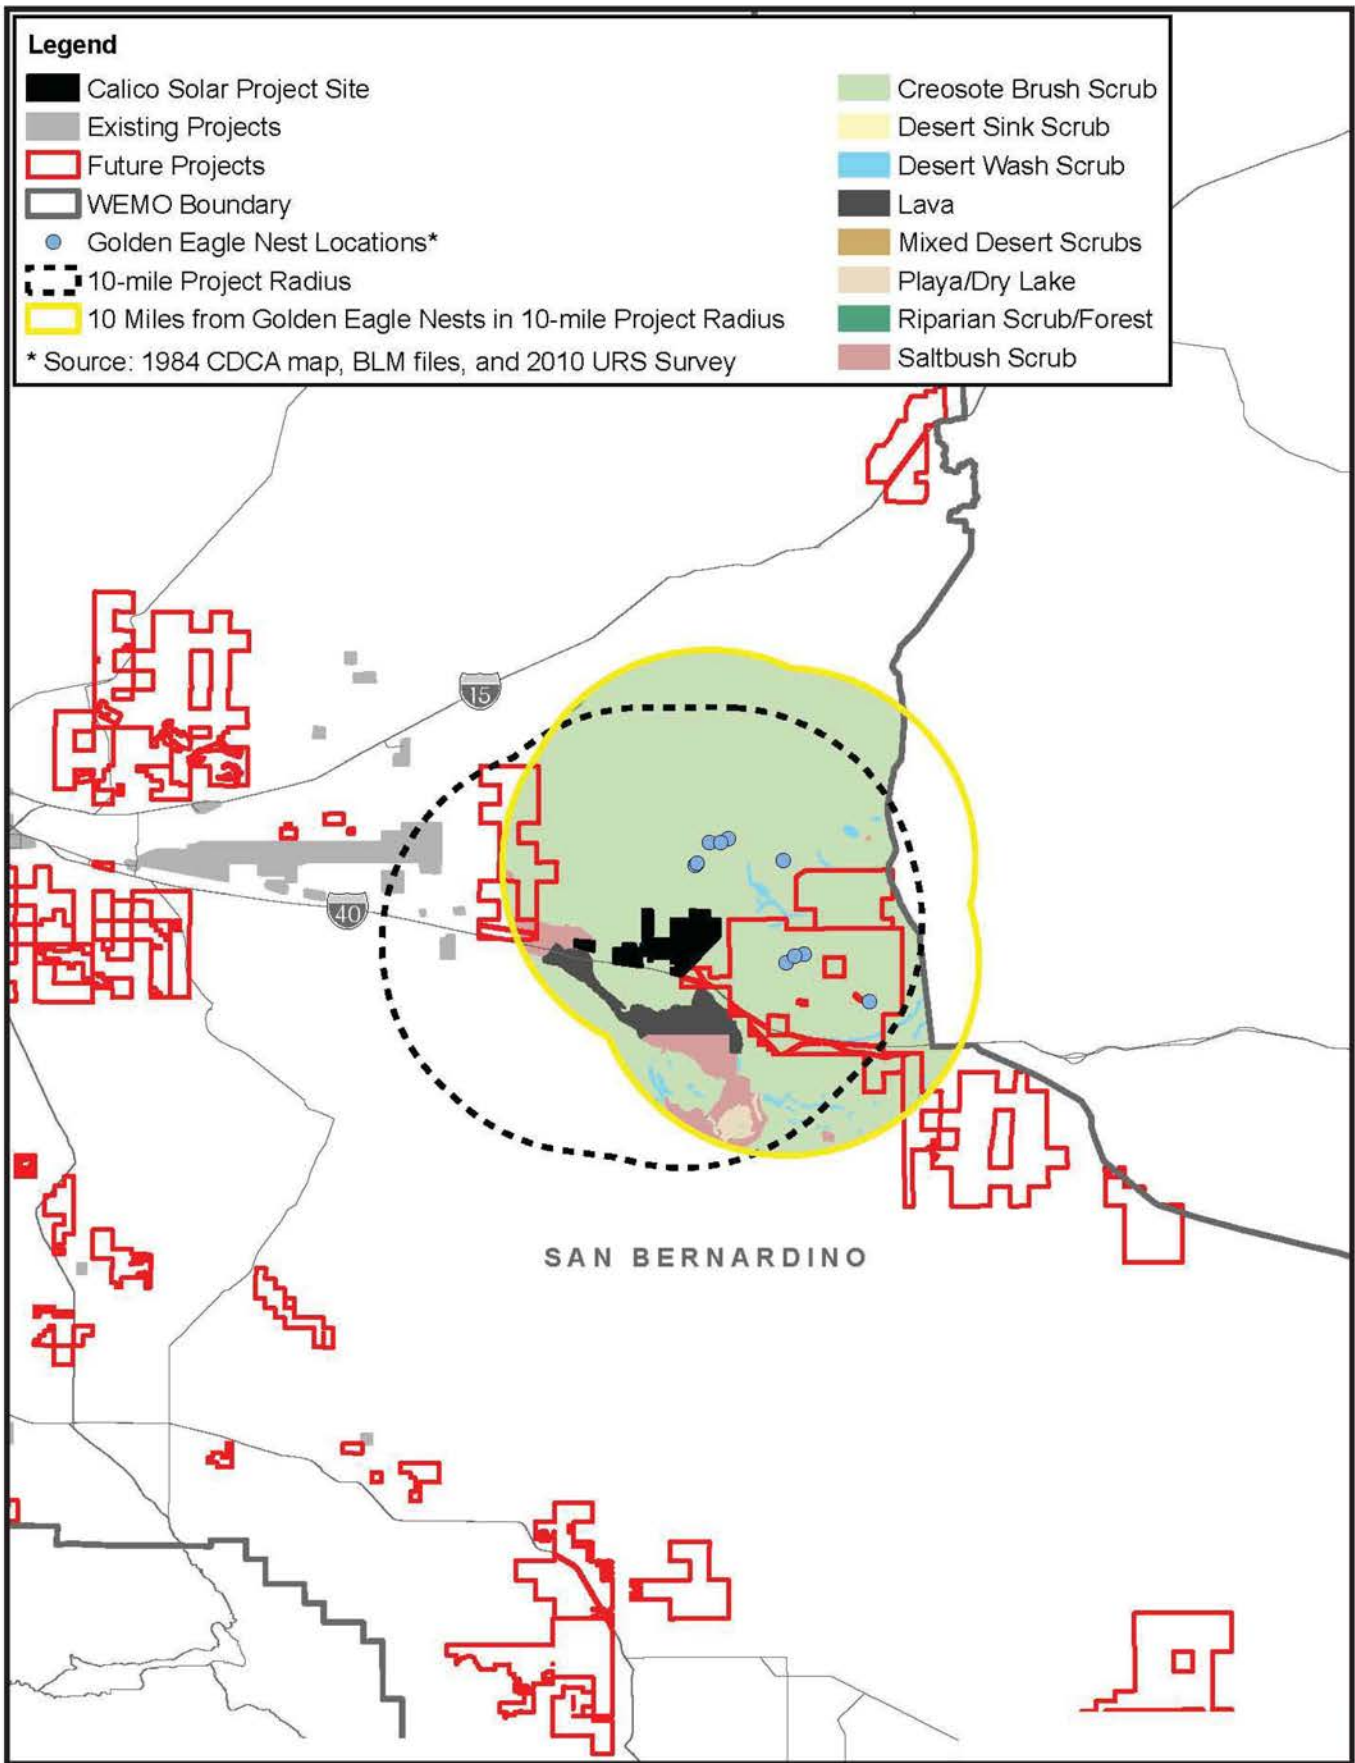 Legend
Calico Solar Project Site
Existing Projects
Future Projects
WEMO Boundary
Golden Eagle Nest Locations*
10-mile Project Radius
10 Miles from Golden Eagle Nests in 10-mile Project Radius
* Source: 1984 CDCA map, BLM files, and 2010 URS Survey
Creosote Brush Scrub
Desert Sink Scrub
Desert Wash Scrub
Lava
Mixed Desert Scrubs
Playa/Dry Lake
Riparian Scrub/Forest
Saltbush Scrub
15
40
SAN BERNARDINO